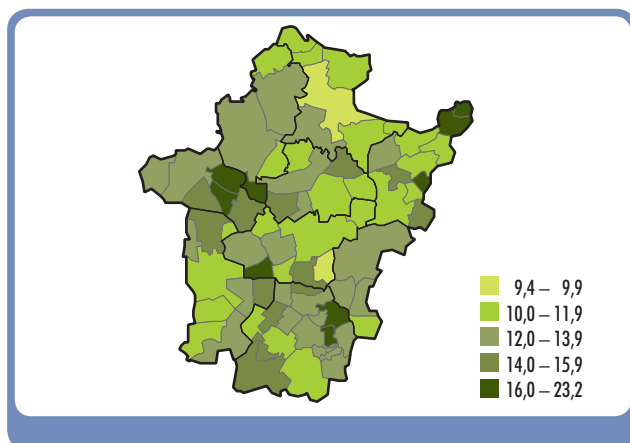 9,4 – 9,9
10,0 – 11,9
12,0 – 13,9
14,0 – 15,9
16,0 – 23,2